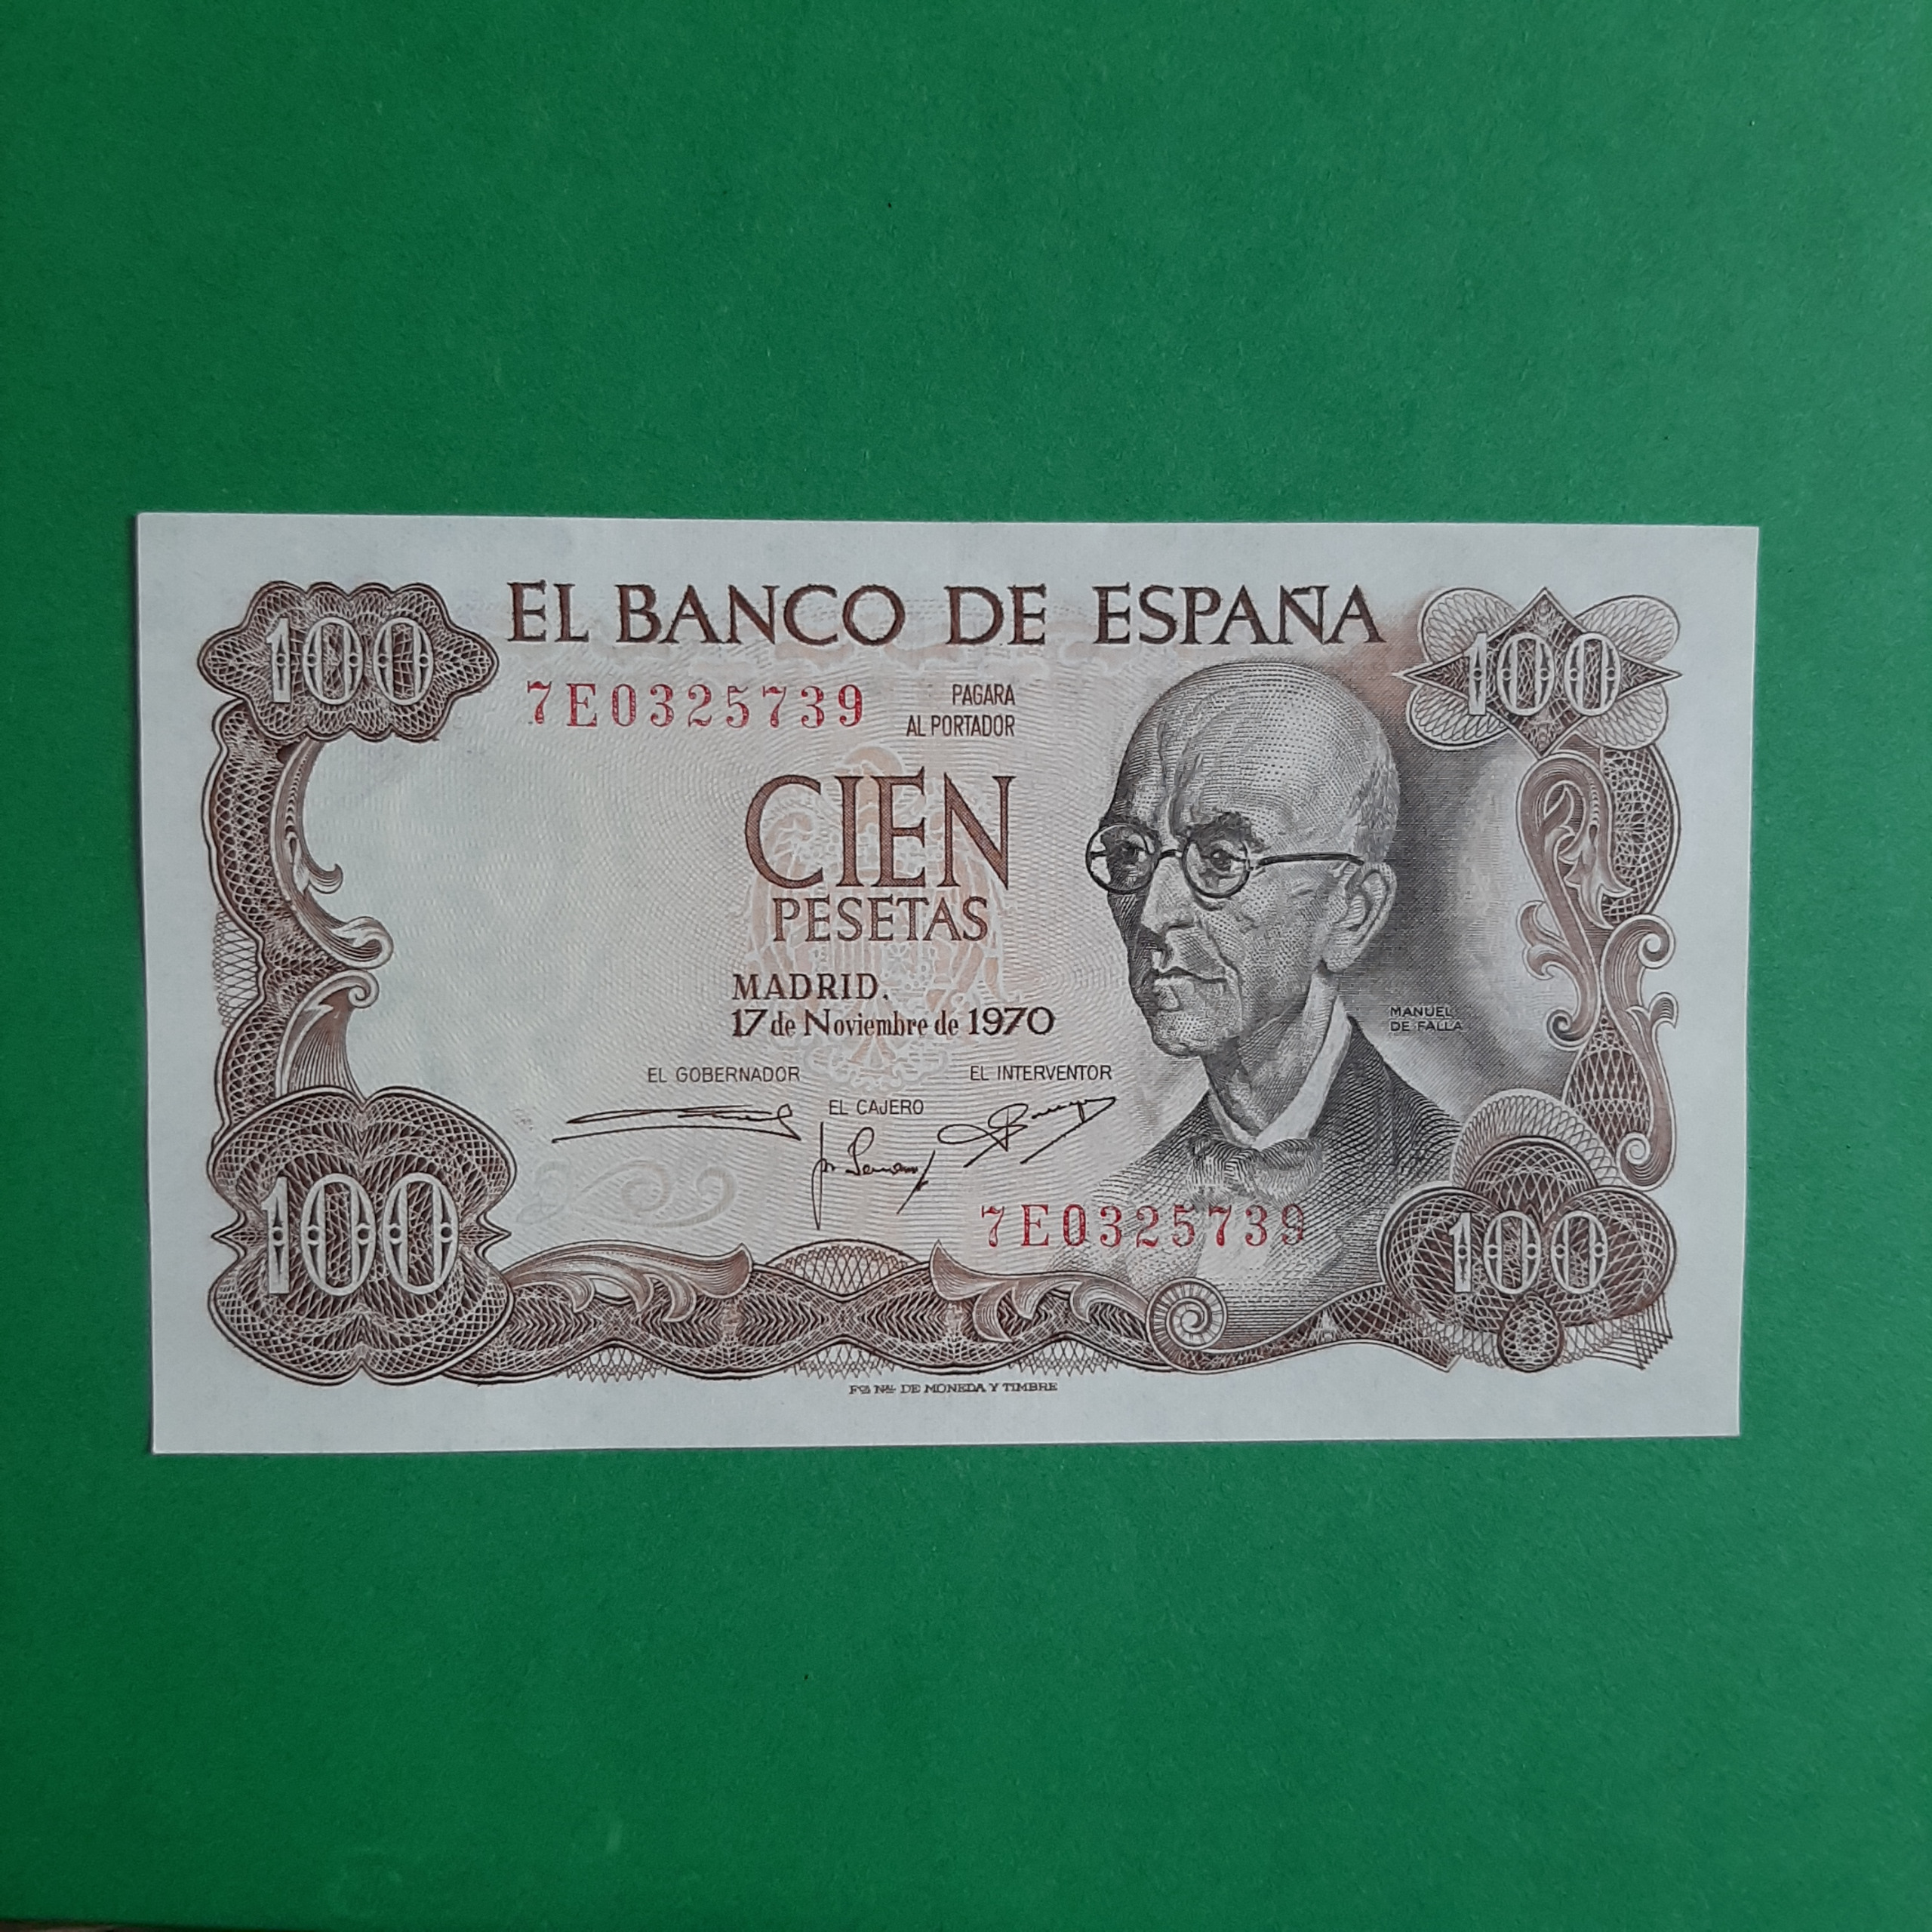 100
EL BANCO DE ESPAÑA
100
7E0325739
PAGARA
AL PORTADOR
CIEN
PESETAS
MADRID.
17 de Noviembre de 1970
MANUEL
DE FALLA
EL GOBERNADOR
EL INTERVENTOR
EL CAJERO
100
7E0325739
100
FCA NAL DE MONEDA Y TIMBRE